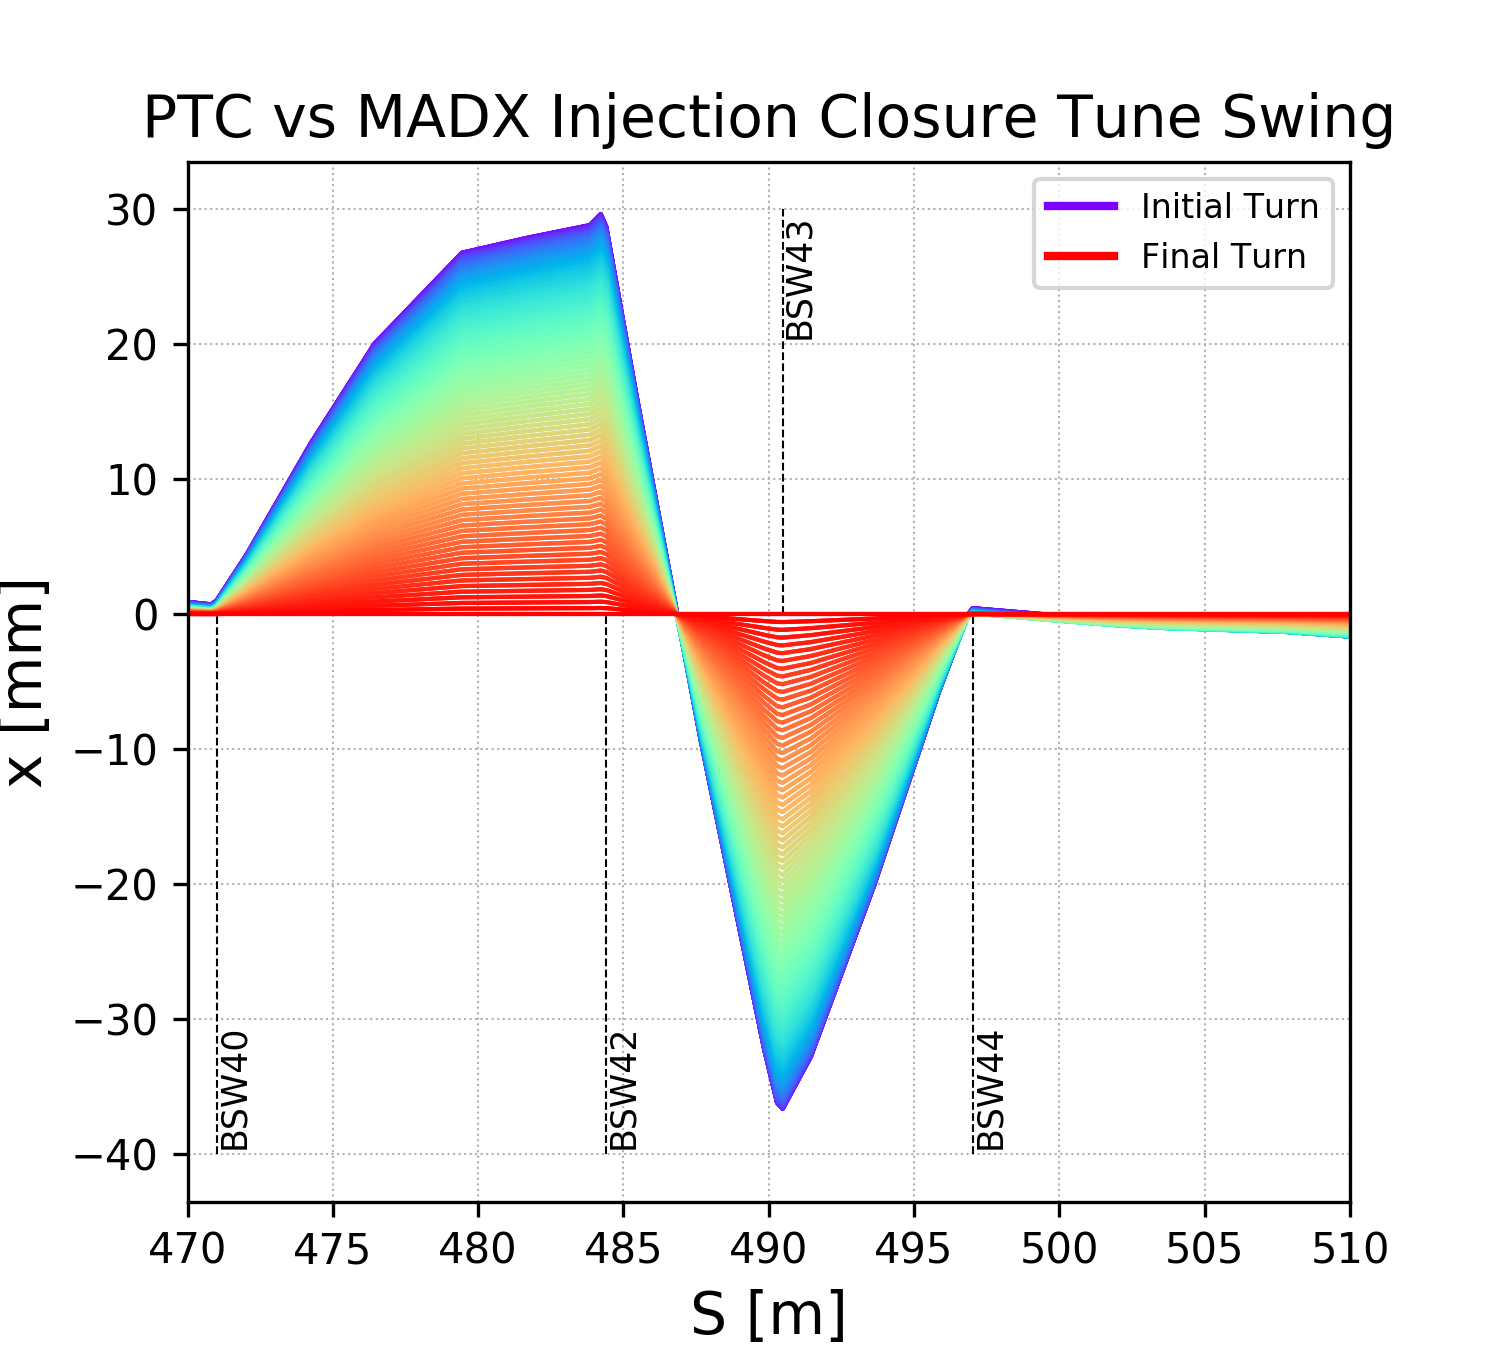 PTC vs MADX Injection Closure Tune Swing
Initial Turn
Final Turn
30
20
10
0
−10
−20
−30
−40
x [mm]
BSW43
BSW40
BSW42
BSW44
470
475
480
485
490
495
500
505
510
S [m]